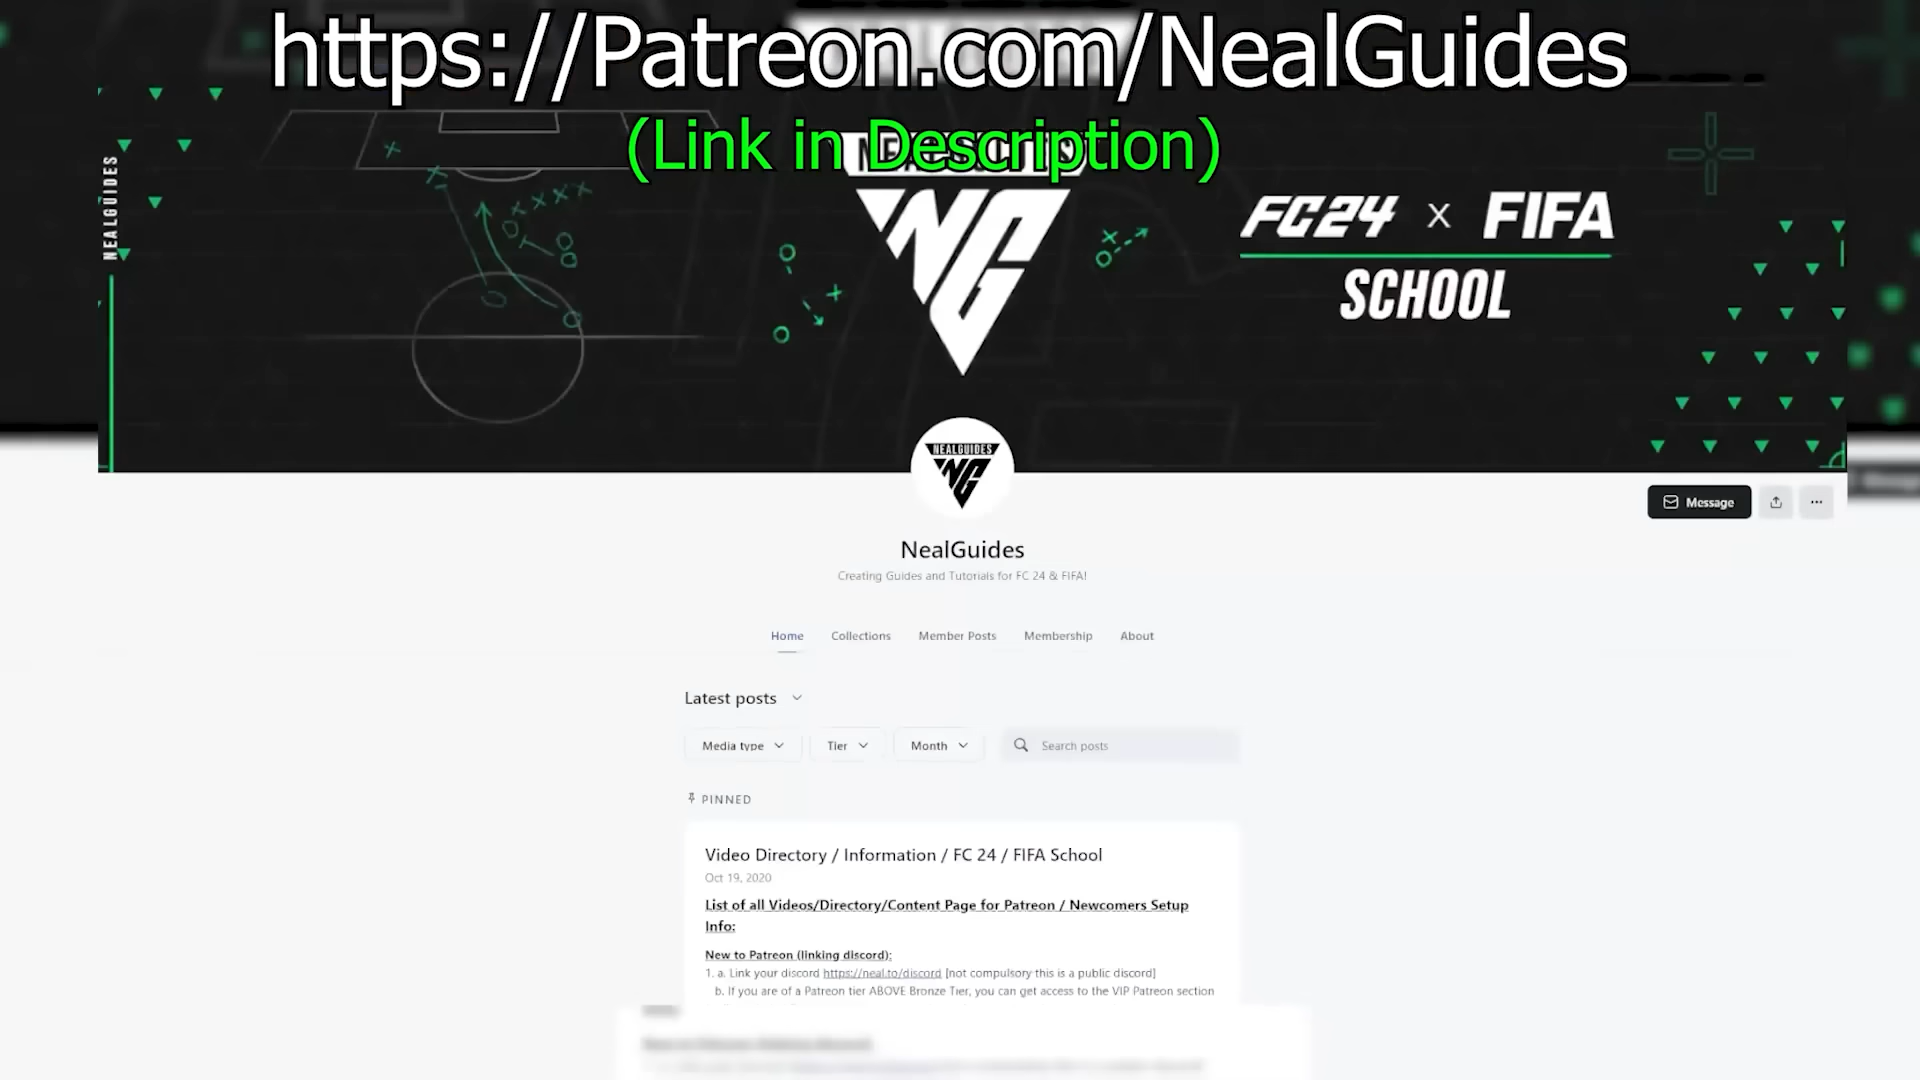 https://Patreon.com/NealGuides
(Link in Description)
NEALGUIDES
NG
FC24 X FIFA
SCHOOL
NEALGUIDES
NG
Message
NealGuides
Creating Guides and Tutorials for FC 24 & FIFA!
Home Collections Member Posts Membership About
Latest posts
Media type Tier Month Search posts
PINNED
Video Directory / Information / FC 24 / FIFA School
Oct 19, 2020
List of all Videos/Directory/Content Page for Patreon / Newcomers Setup
Info:
New to Patreon (linking discord):
1. a. Link your discord https://neal.to/discord [not compulsory this is a public discord]
b. If you are of a Patreon tier ABOVE Bronze Tier, you can get access to the VIP Patreon section